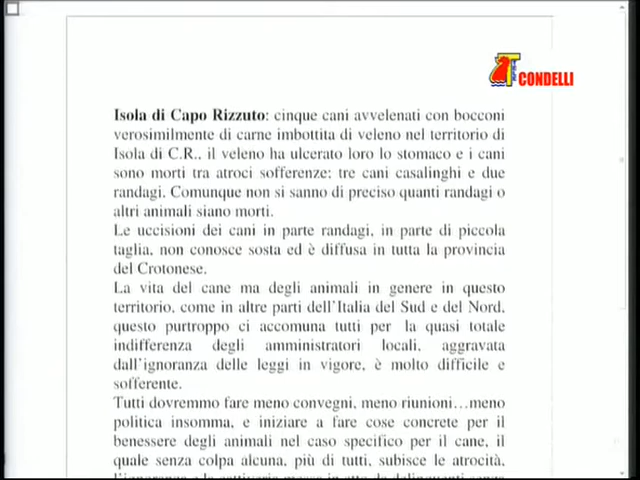 CONDELLI
Isola di Capo Rizzuto: cinque cani avvelenati con bocconi
verosimilmente di carne imbottita di veleno nel territorio di
Isola di C.R., il veleno ha ulcerato loro lo stomaco e i cani
sono morti tra atroci sofferenze: tre cani casalinghi e due
randagi. Comunque non si sanno di preciso quanti randagi o
altri animali siano morti.
Le uccisioni dei cani in parte randagi, in parte di piccola
taglia, non conosce sosta ed è diffusa in tutta la provincia
del Crotonese.
La vita del cane ma degli animali in genere in questo
territorio, come in altre parti dell'Italia del Sud e del Nord,
questo purtroppo ci accomuna tutti per la quasi totale
indifferenza degli amministratori locali, aggravata
dall'ignoranza delle leggi in vigore, è molto difficile e
sofferente.
Tutti dovremmo fare meno convegni, meno riunioni…meno
politica insomma, e iniziare a fare cose concrete per il
benessere degli animali nel caso specifico per il cane, il
quale senza colpa alcuna, più di tutti, subisce le atrocità,